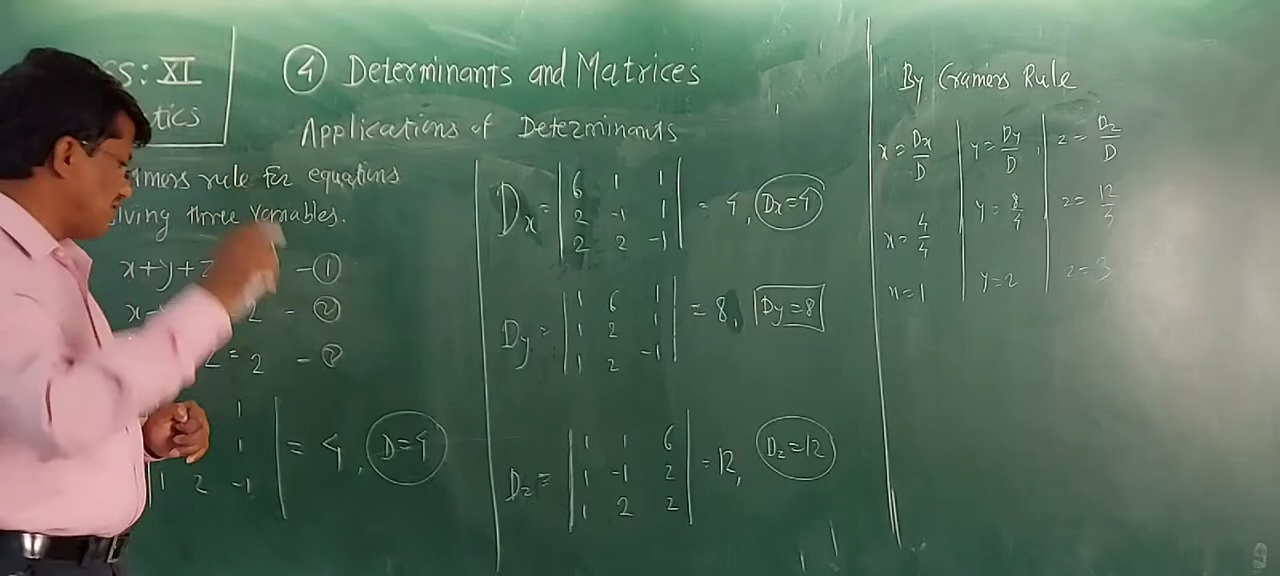 SS: XI
tics
④ Determinants and Matrices
Applications of Determinants
amers rule for equations
lving three variables.
x+y+ - ①
x- 2 - ②
2 = 2 -
1
1
1 2 -1
= 4, D=4
Dx = | 6 1 1 | = 4, Dx=4
2 -1 1
2 2 -1
Dy = | 1 6 1 | = 8, Dy=8
1 2 1
1 2 -1
Dz = | 1 1 6 | = 12, Dz=12
1 -1 2
1 2 2
By Cramers Rule
x = Dx/D | y = Dy/D, | z = Dz/D
x = 4/4 | y = 8/4 | z = 12/4
x = 1 | y = 2 | z = 3